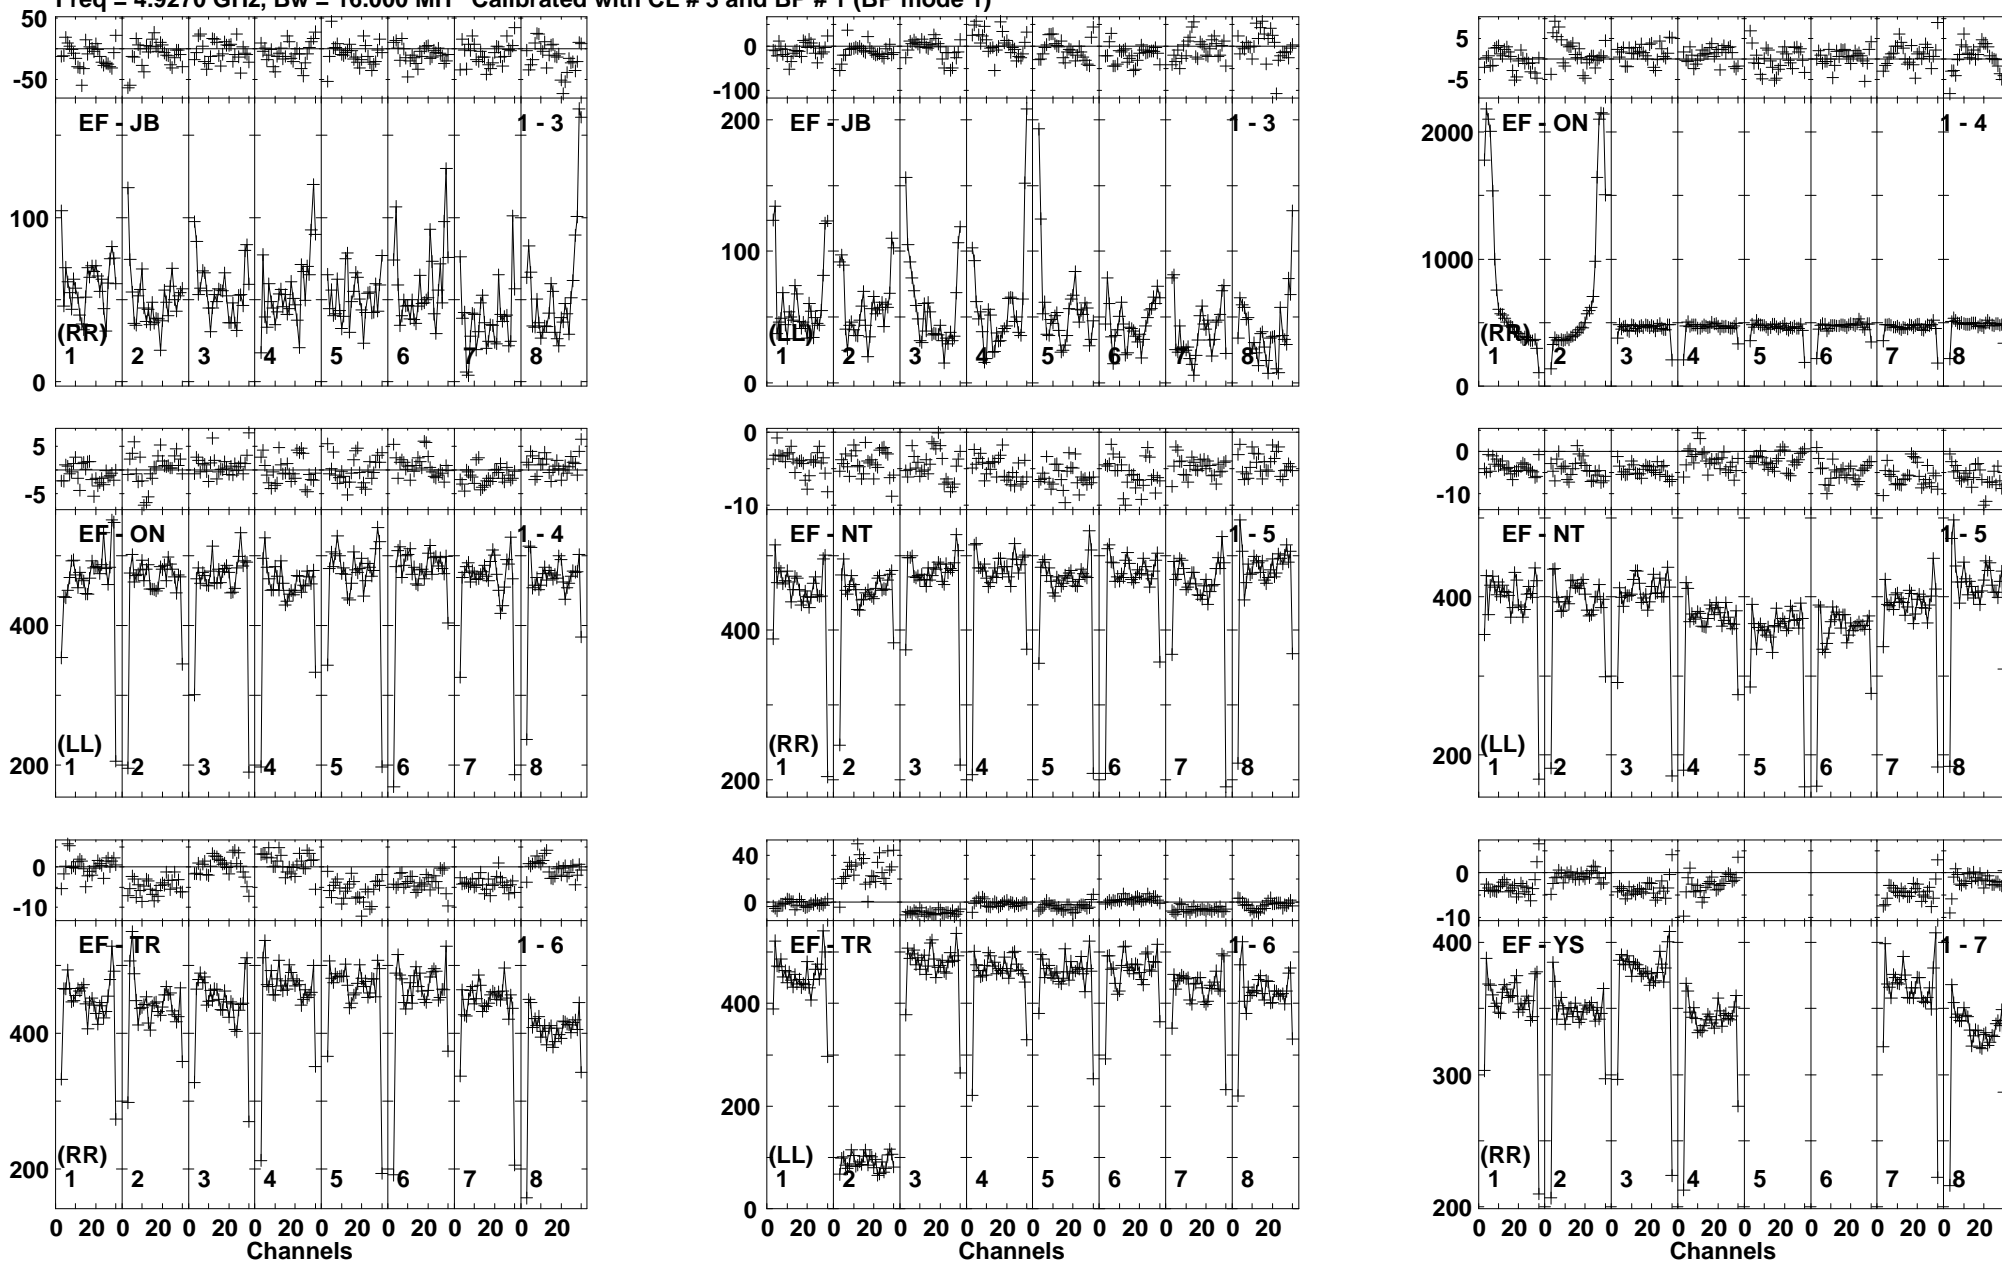 Freq = 4.9270 GHz, Bw = 16.000 MH Calibrated with CL # 3 and BP # 1 (BP mode 1)
50
-50
EF - JB 1 - 3
100
0
(RR)
1 2 3 4 5 6 7 8
0
-100
EF - JB 1 - 3
200
100
0
(LL)
1 2 3 4 5 6 7 8
5
-5
EF - ON 1 - 4
2000
1000
0
(RR)
1 2 3 4 5 6 7 8
5
-5
EF - ON 1 - 4
400
200
(LL)
1 2 3 4 5 6 7 8
0
-10
EF - NT 1 - 5
400
200
(RR)
1 2 3 4 5 6 7 8
0
-10
EF - NT 1 - 5
400
200
(LL)
1 2 3 4 5 6 7 8
0
-10
EF - TR 1 - 6
400
200
(RR)
1 2 3 4 5 6 7 8
0 20 0 20 0 20 0 20 0 20 0 20 0 20 0 20
Channels
40
0
EF - TR 1 - 6
400
200
0
(LL)
1 2 3 4 5 6 7 8
0 20 0 20 0 20 0 20 0 20 0 20 0 20 0 20
Channels
0
-10
EF - YS 1 - 7
400
300
200
(RR)
1 2 3 4 5 6 7 8
0 20 0 20 0 20 0 20 0 20 0 20 0 20 0 20
Channels